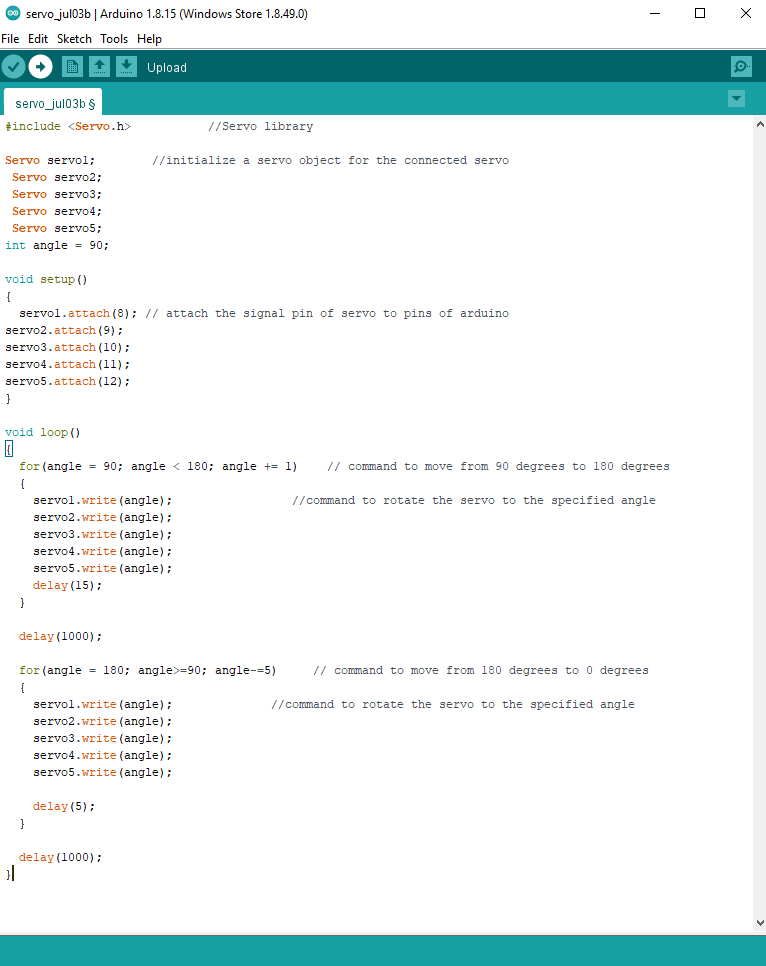 servo_jul03b | Arduino 1.8.15 (Windows Store 1.8.49.0)
File Edit Sketch Tools Help
Upload
servo_jul03b §
#include <Servo.h>           //Servo library
Servo servo1;        //initialize a servo object for the connected servo
 Servo servo2;
 Servo servo3;
 Servo servo4;
 Servo servo5;
int angle = 90;
void setup()
{
  servo1.attach(8); // attach the signal pin of servo to pins of arduino
servo2.attach(9);
servo3.attach(10);
servo4.attach(11);
servo5.attach(12);
}
void loop()
{
  for(angle = 90; angle < 180; angle += 1)    // command to move from 90 degrees to 180 degrees
  {
    servo1.write(angle);                 //command to rotate the servo to the specified angle
    servo2.write(angle);
    servo3.write(angle);
    servo4.write(angle);
    servo5.write(angle);
    delay(15);
  }
  delay(1000);
  for(angle = 180; angle>=90; angle-=5)     // command to move from 180 degrees to 0 degrees
  {
    servo1.write(angle);              //command to rotate the servo to the specified angle
    servo2.write(angle);
    servo3.write(angle);
    servo4.write(angle);
    servo5.write(angle);
    delay(5);
  }
  delay(1000);
}